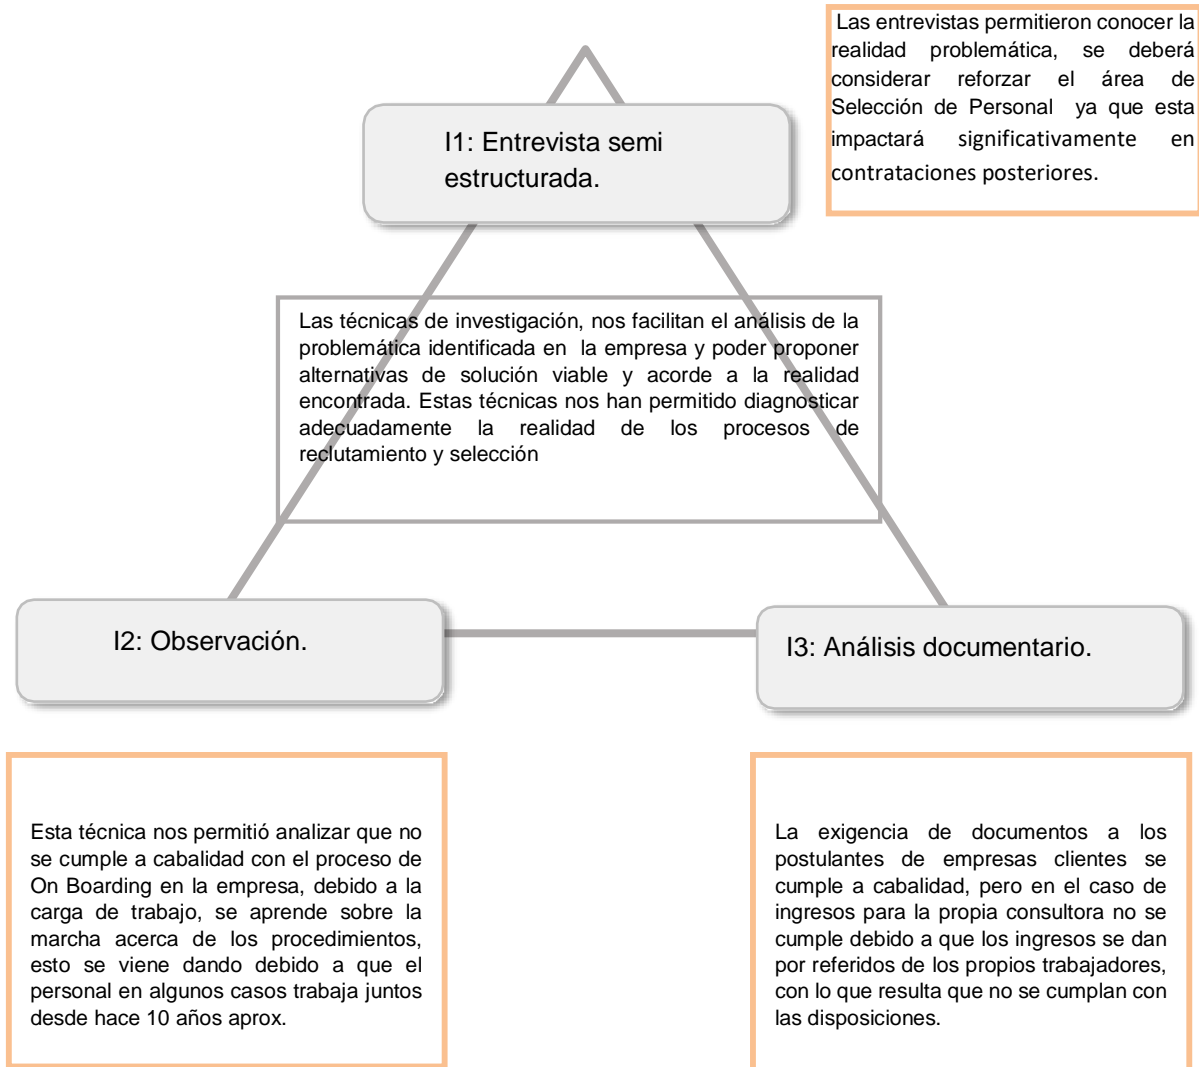 Las entrevistas permitieron conocer la
realidad problemática, se deberá
considerar reforzar el área de
Selección de Personal ya que esta
impactará significativamente en
contrataciones posteriores.
I1: Entrevista semi
estructurada.
Las técnicas de investigación, nos facilitan el análisis de la
problemática identificada en la empresa y poder proponer
alternativas de solución viable y acorde a la realidad
encontrada. Estas técnicas nos han permitido diagnosticar
adecuadamente la realidad de los procesos de
reclutamiento y selección
I2: Observación.
I3: Análisis documentario.
Esta técnica nos permitió analizar que no
se cumple a cabalidad con el proceso de
On Boarding en la empresa, debido a la
carga de trabajo, se aprende sobre la
marcha acerca de los procedimientos,
esto se viene dando debido a que el
personal en algunos casos trabaja juntos
desde hace 10 años aprox.
La exigencia de documentos a los
postulantes de empresas clientes se
cumple a cabalidad, pero en el caso de
ingresos para la propia consultora no se
cumple debido a que los ingresos se dan
por referidos de los propios trabajadores,
con lo que resulta que no se cumplan con
las disposiciones.